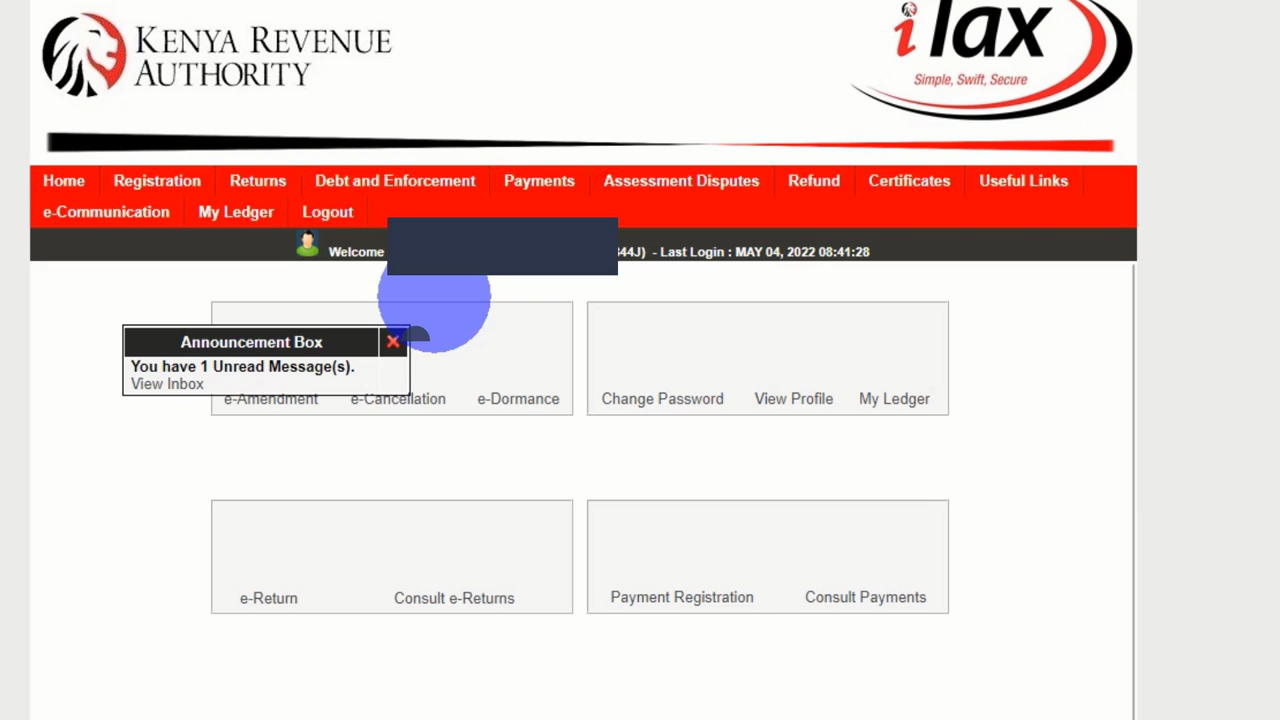 KENYA REVENUE
AUTHORITY
iTax
Simple, Swift, Secure
Home Registration Returns Debt and Enforcement Payments Assessment Disputes Refund Certificates Useful Links
e-Communication My Ledger Logout
Welcome 44J) - Last Login : MAY 04, 2022 08:41:28
Announcement Box
You have 1 Unread Message(s).
View Inbox
e-Amendment e-Cancellation e-Dormance Change Password View Profile My Ledger
e-Return Consult e-Returns Payment Registration Consult Payments